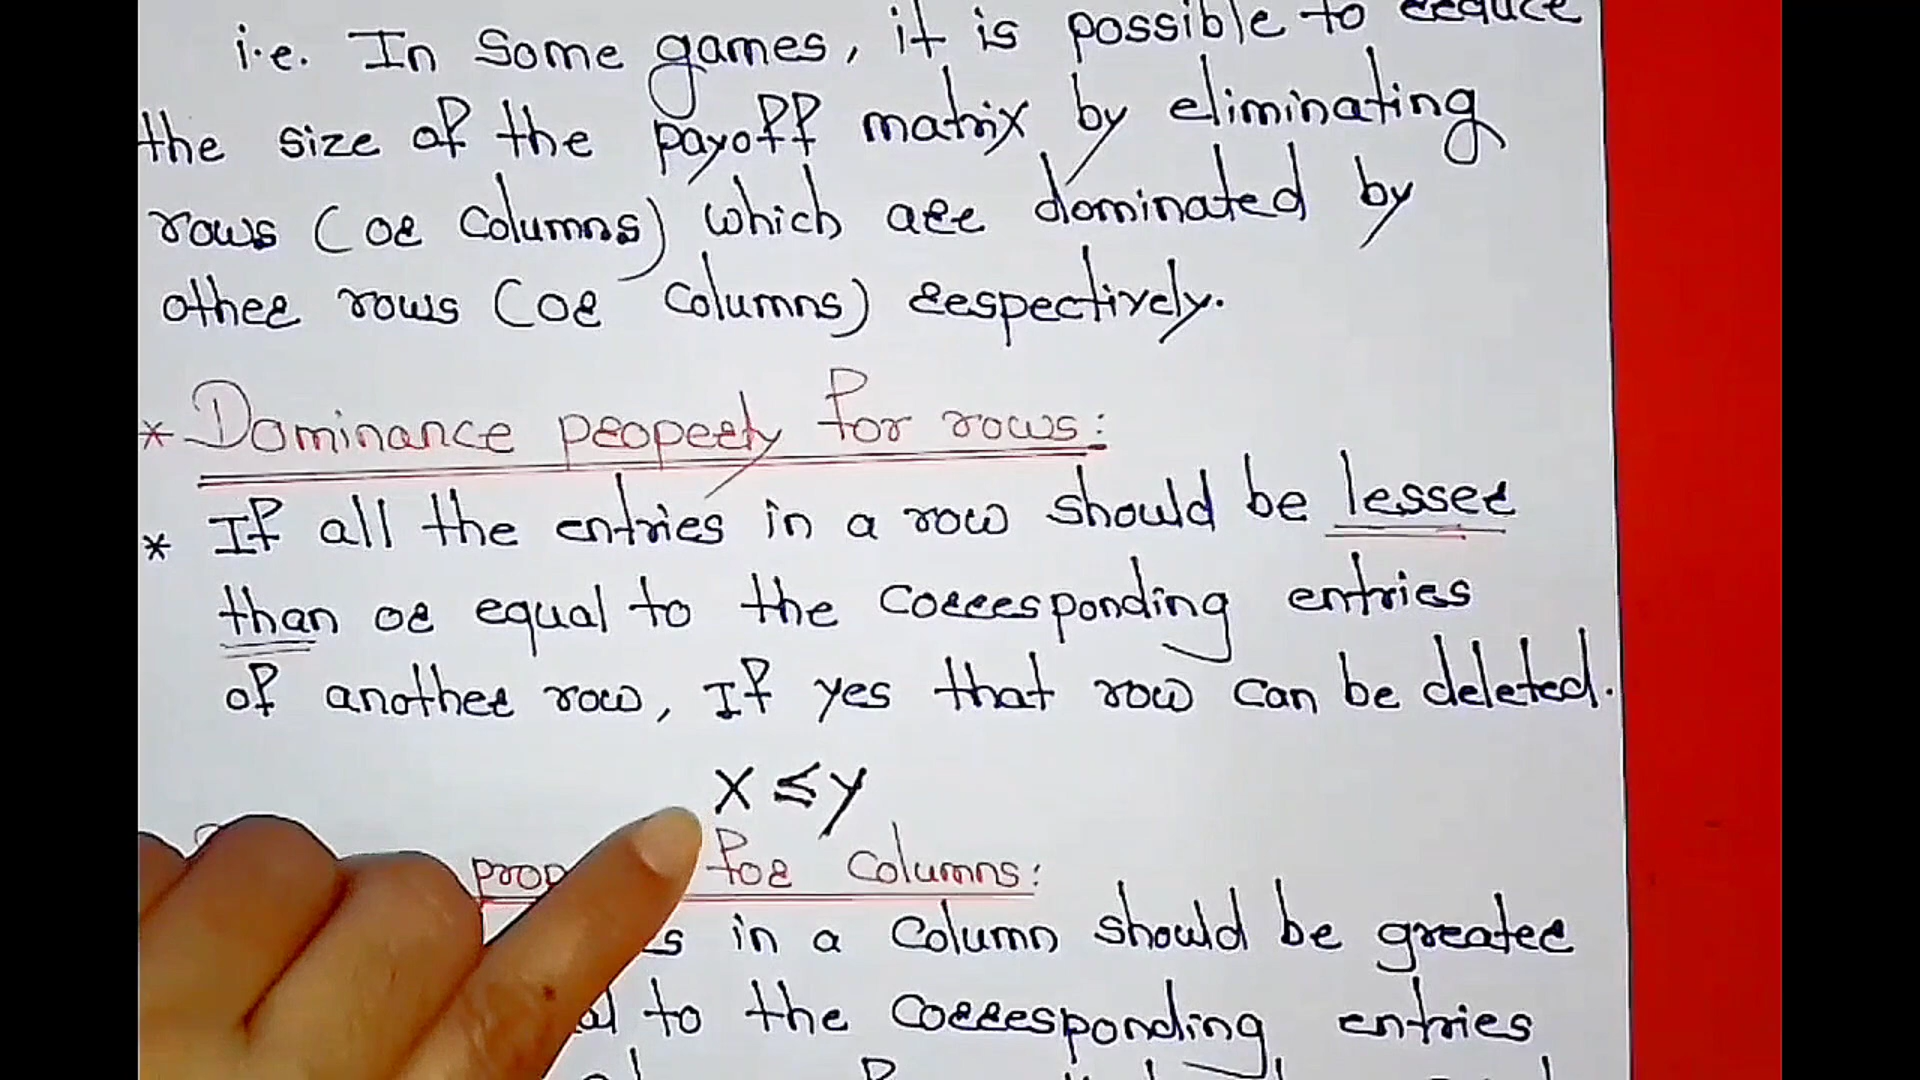 i.e. In Some games, it is possible to reduce
the size of the payoff matrix by eliminating
rows (or Columns) which are dominated by
other rows (or Columns) respectively.
* Dominance property for rows:
* If all the entries in a row should be lesser
than or equal to the corresponding entries
of another row, If yes that row can be deleted.
X ≤ y
for Columns:
in a Column should be greater
to the corresponding entries